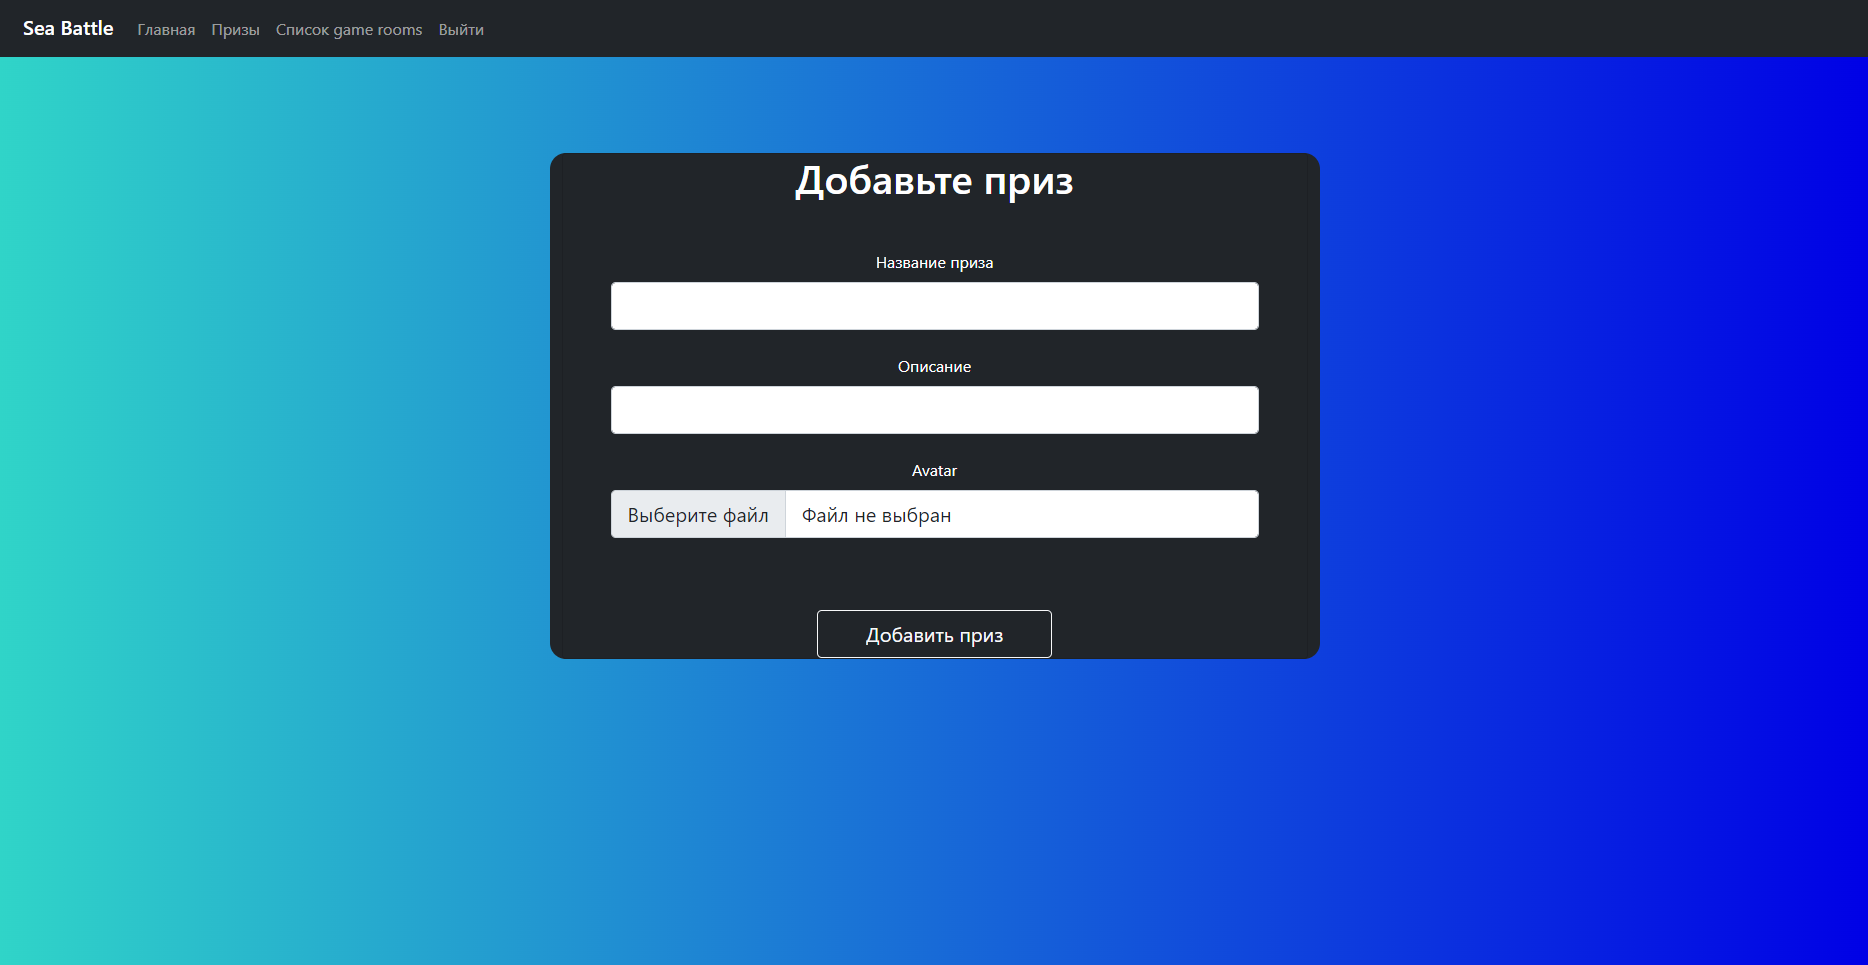 Sea Battle Главная Призы Список game rooms Выйти
Добавьте приз
Название приза
Описание
Avatar
Выберите файл Файл не выбран
Добавить приз